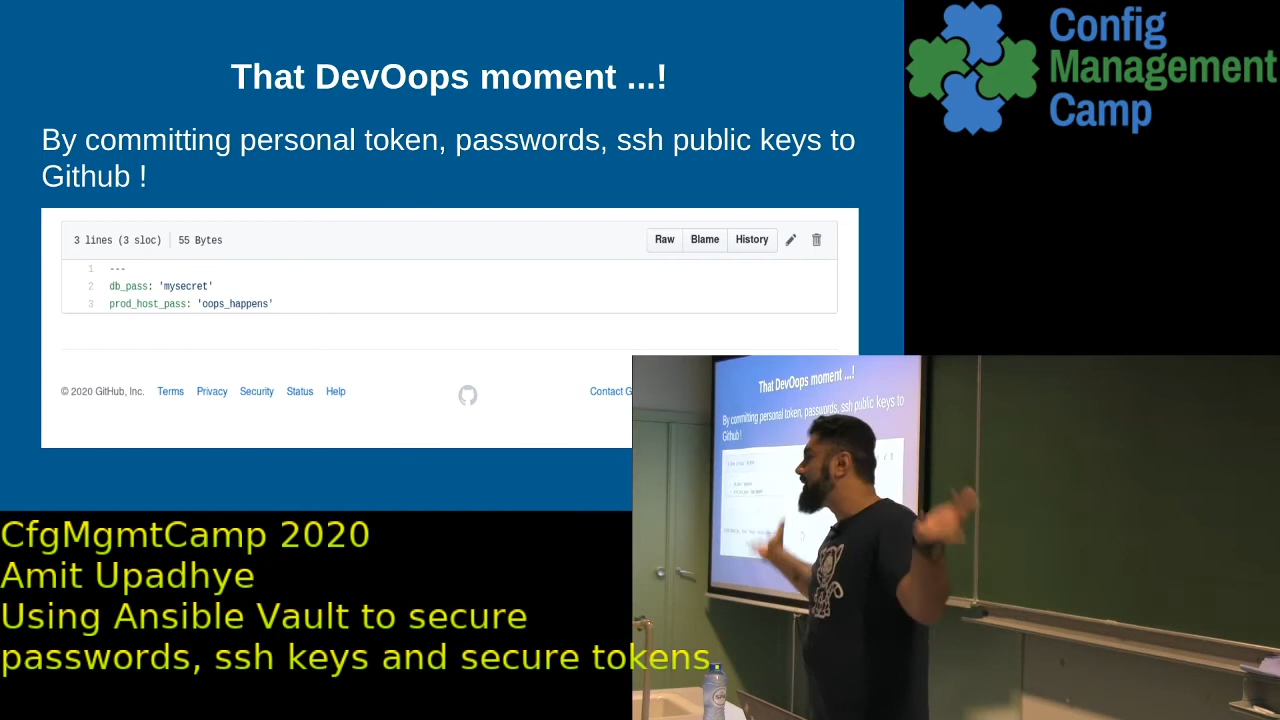 That DevOops moment ...!
By committing personal token, passwords, ssh public keys to
Github !
3 lines (3 sloc) 55 Bytes Raw Blame History
1 ---
2 db_pass: 'mysecret'
3 prod_host_pass: 'oops_happens'
© 2020 GitHub, Inc. Terms Privacy Security Status Help Contact G
Config
Management
Camp
That DevOops moment ...!
By committing personal token, passwords, ssh public keys to
Github !
CfgMgmtCamp 2020
Amit Upadhye
Using Ansible Vault to secure
passwords, ssh keys and secure tokens